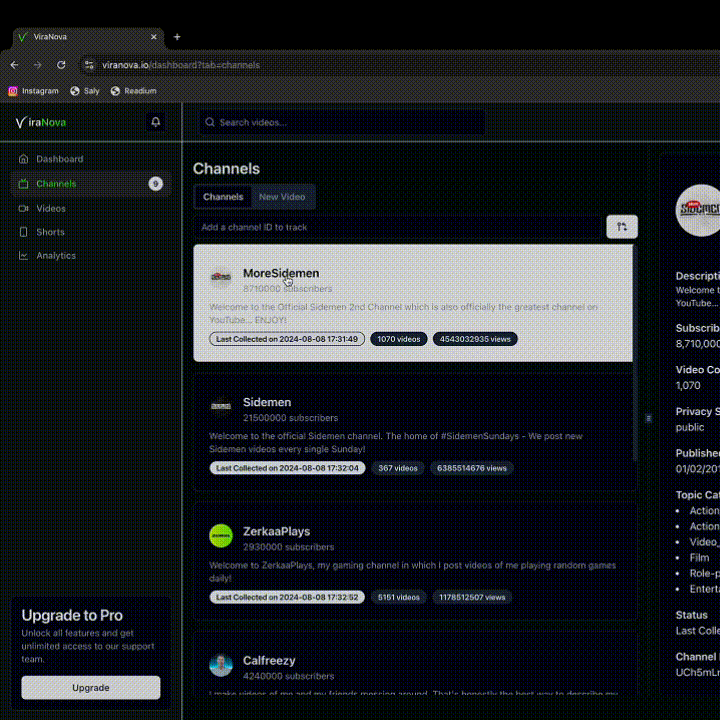 ViraNova
viranova.io/dashboard?tab=channels
Instagram
Saly
Readium
ViraNova
Search videos...
Dashboard
Channels
9
Videos
Shorts
Analytics
Channels
Channels
New Video
Add a channel ID to track
MoreSidemen
8710000 subscribers
Welcome to the Official Sidemen 2nd Channel which is also officially the greatest channel on
YouTube... ENJOY!
Last Collected on 2024-08-08 17:31:49
1070 videos
4543032935 views
Sidemen
21500000 subscribers
Welcome to the official Sidemen channel. The home of #SidemenSundays - We post new
Sidemen videos every single Sunday!
Last Collected on 2024-08-08 17:32:04
367 videos
6385514676 views
ZerkaaPlays
2930000 subscribers
Welcome to ZerkaaPlays, my gaming channel in which I post videos of me playing random games
daily!
Last Collected on 2024-08-08 17:32:52
5151 videos
1178512507 views
Calfreezy
4240000 subscribers
I make videos of me and my friends messing around. That's honestly the best way to describe my
Descripti
Welcome t
YouTube...
Subscrib
8,710,000
Video Co
1,070
Privacy S
public
Published
01/02/201
Topic Cat
Action
Action
Video_
Film
Role-p
Enterta
Status
Last Colle
Channel I
UCh5mLn
Upgrade to Pro
Unlock all features and get
unlimited access to our support
team.
Upgrade